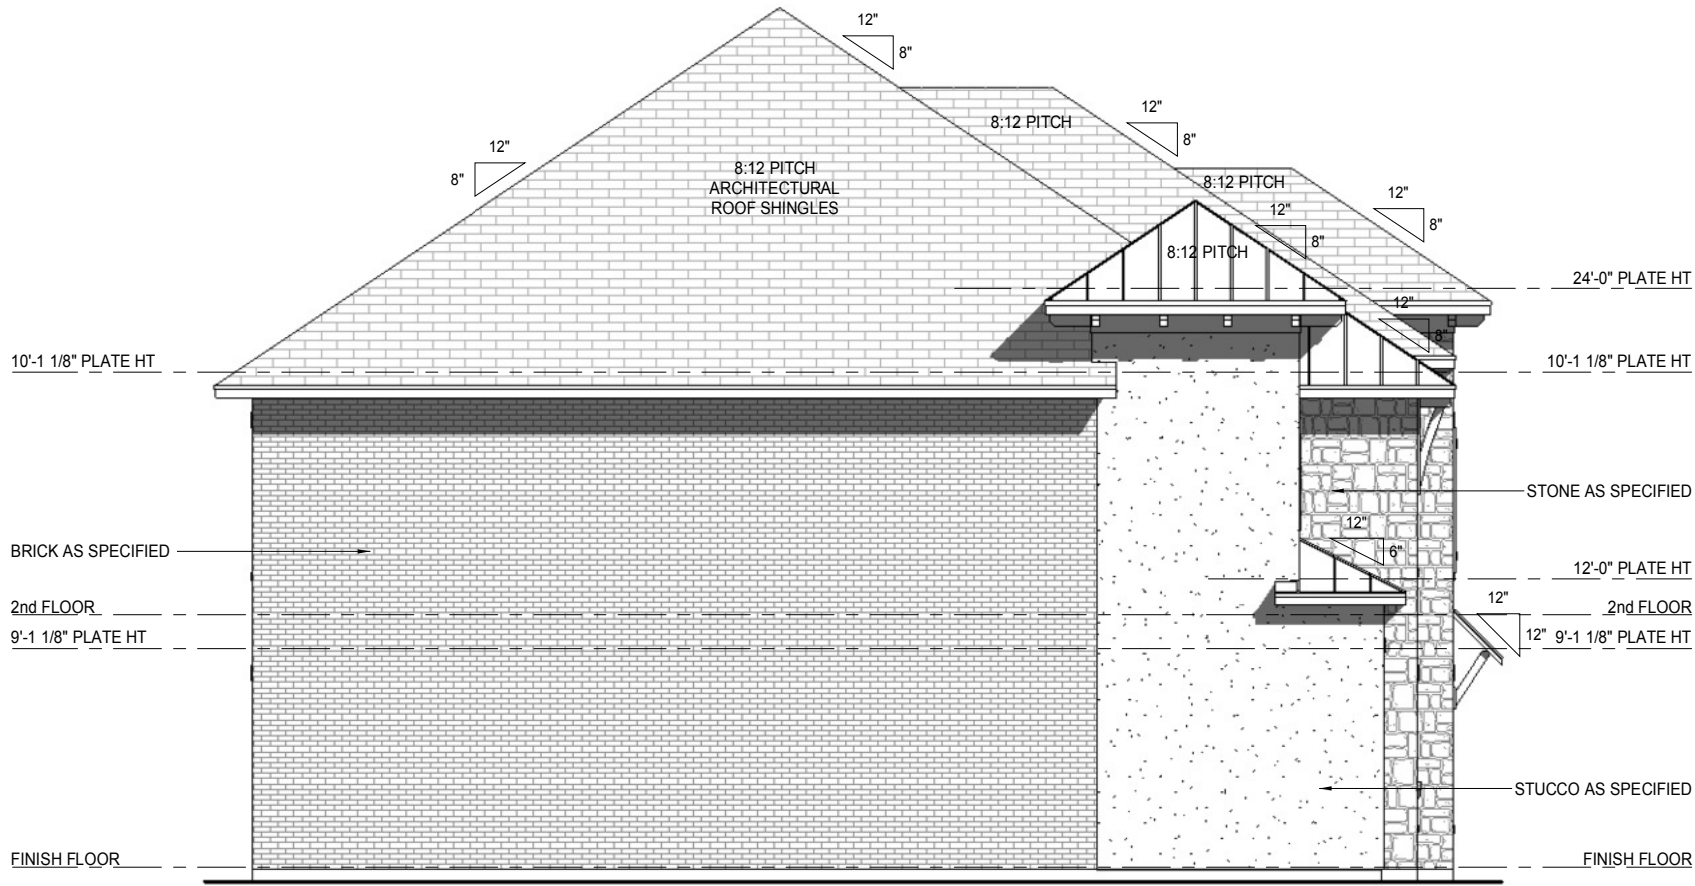 12"
8"
12"
8"
8:12 PITCH
12"
8"
8:12 PITCH
ARCHITECTURAL
ROOF SHINGLES
8:12 PITCH
12"
8"
12"
8"
8:12 PITCH
24'-0" PLATE HT
12"
8"
10'-1 1/8" PLATE HT
10'-1 1/8" PLATE HT
STONE AS SPECIFIED
12"
6"
BRICK AS SPECIFIED
12'-0" PLATE HT
12"
12"
2nd FLOOR
2nd FLOOR
9'-1 1/8" PLATE HT
9'-1 1/8" PLATE HT
STUCCO AS SPECIFIED
FINISH FLOOR
FINISH FLOOR